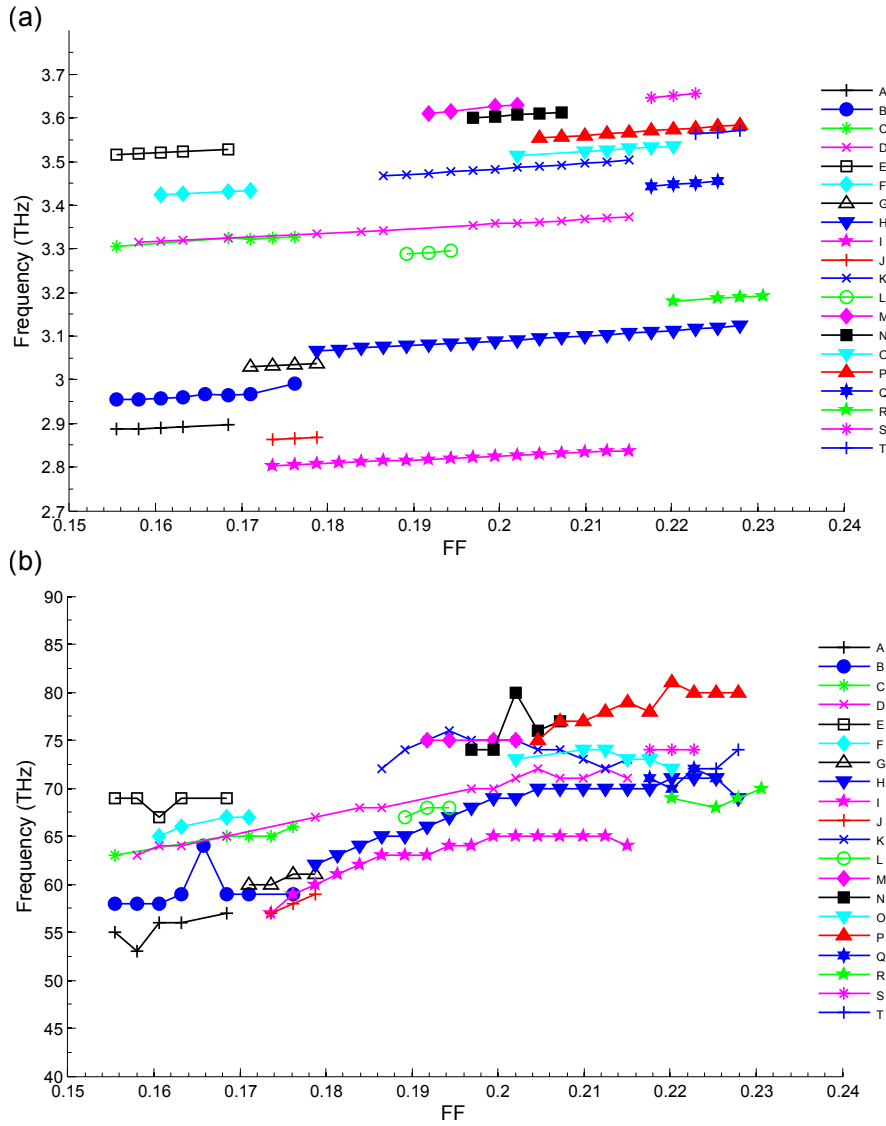 (a)
Frequency (THz)
3.7
3.6
3.5
3.4
3.3
3.2
3.1
3
2.9
2.8
2.7
0.15 0.16 0.17 0.18 0.19 0.2 0.21 0.22 0.23 0.24
FF
A
B
C
D
E
F
G
H
I
J
K
L
M
N
O
P
Q
R
S
T
(b)
Frequency (THz)
90
85
80
75
70
65
60
55
50
45
40
0.15 0.16 0.17 0.18 0.19 0.2 0.21 0.22 0.23 0.24
FF
A
B
C
D
E
F
G
H
I
J
K
L
M
N
O
P
Q
R
S
T